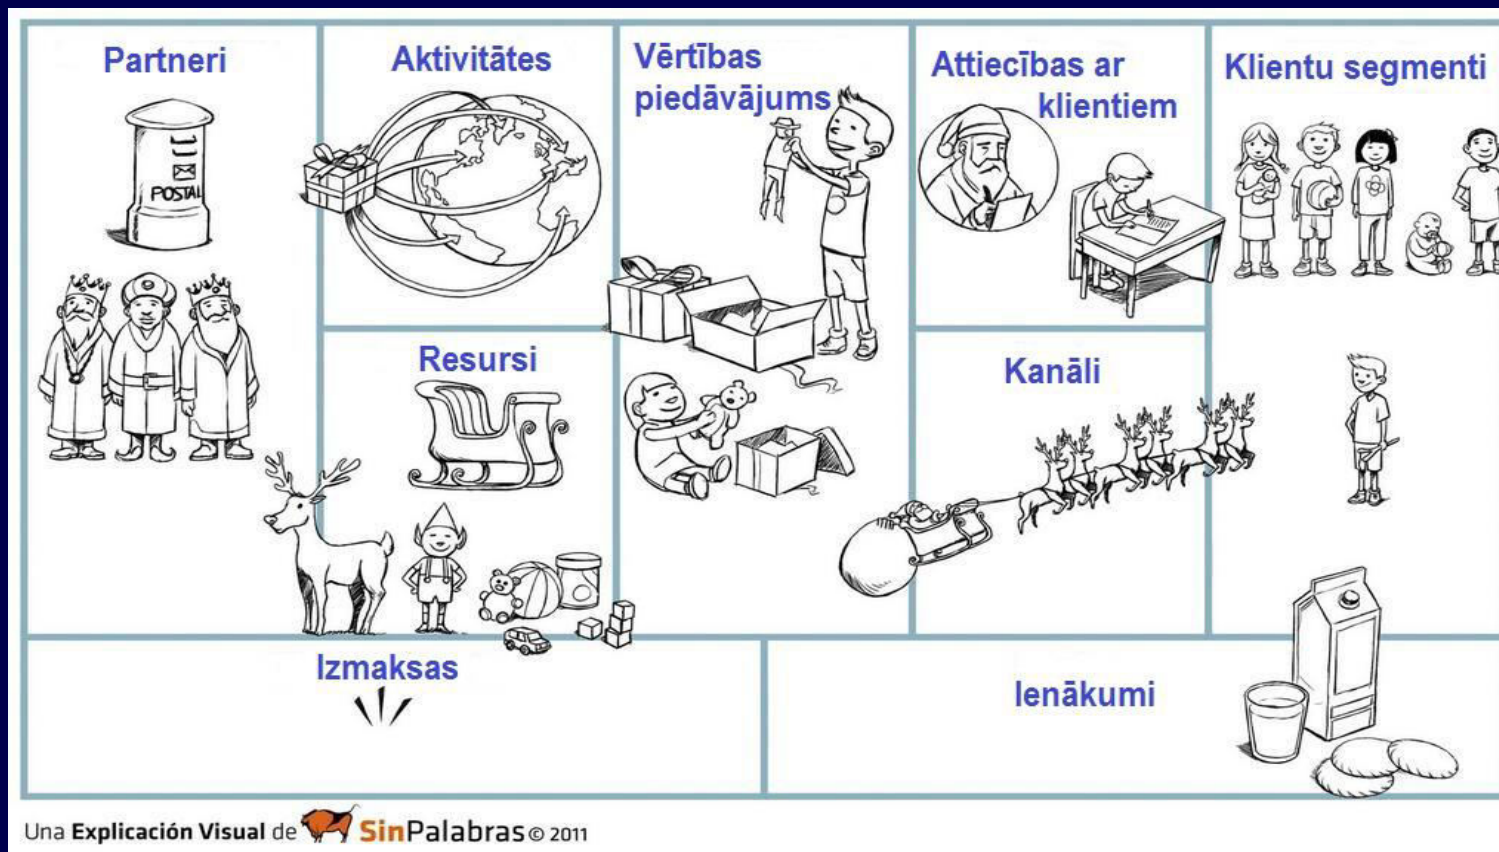 Partneri
POSTAL
Aktivitātes
Resursi
Vērtības
piedāvājums
Attiecības ar
klientiem
Kanāli
Klientu segmenti
Izmaksas
Ienākumi
Una Explicación Visual de SinPalabras © 2011